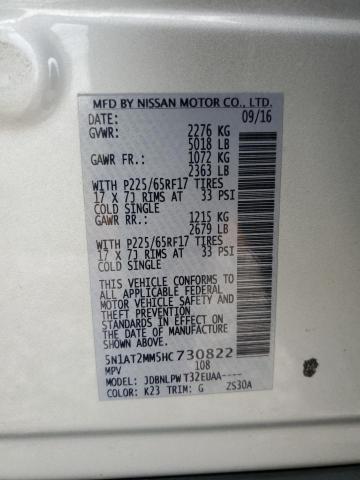 MFD BY NISSAN MOTOR CO., LTD.
DATE: 09/16
GVWR: 2276 KG
5018 LB
GAWR FR.: 1072 KG
2363 LB
WITH P225/65RF17 TIRES
17 X 7J RIMS AT 33 PSI
COLD SINGLE
GAWR RR.: 1215 KG
2679 LB
WITH P225/65RF17 TIRES
17 X 7J RIMS AT 33 PSI
COLD SINGLE
THIS VEHICLE CONFORMS TO
ALL APPLICABLE FEDERAL
MOTOR VEHICLE SAFETY
STANDARDS IN EFFECT ON
THE DATE OF MANUFACTURE
SHOWN ABOVE.
5N1AT2MM5HC730822
MPV 108
MODEL: JDBNLPW T32EUAA----
COLOR: K23 TRIM: G ZS30A